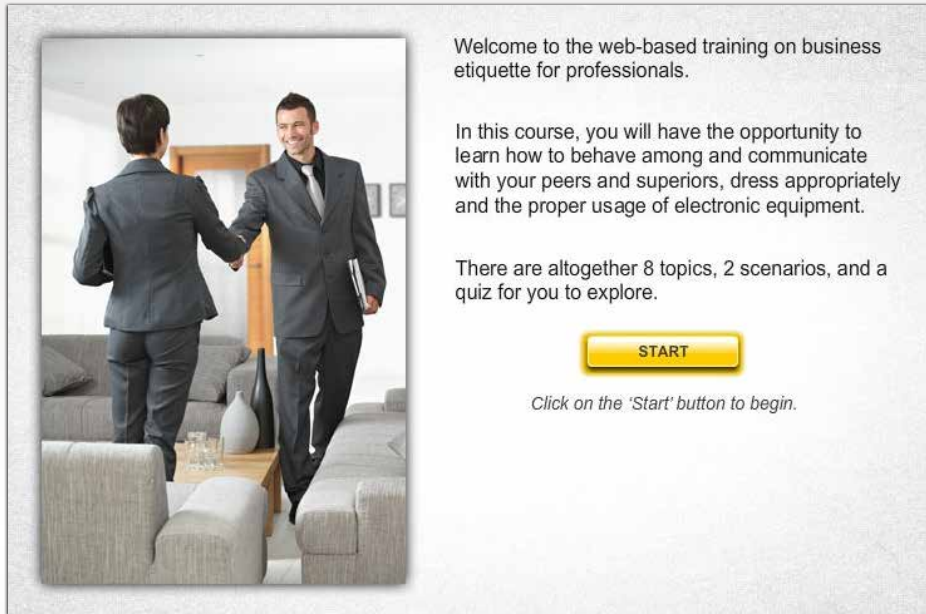 Welcome to the web-based training on business
etiquette for professionals.
In this course, you will have the opportunity to
learn how to behave among and communicate
with your peers and superiors, dress appropriately
and the proper usage of electronic equipment.
There are altogether 8 topics, 2 scenarios, and a
quiz for you to explore.
START
Click on the ‘Start’ button to begin.